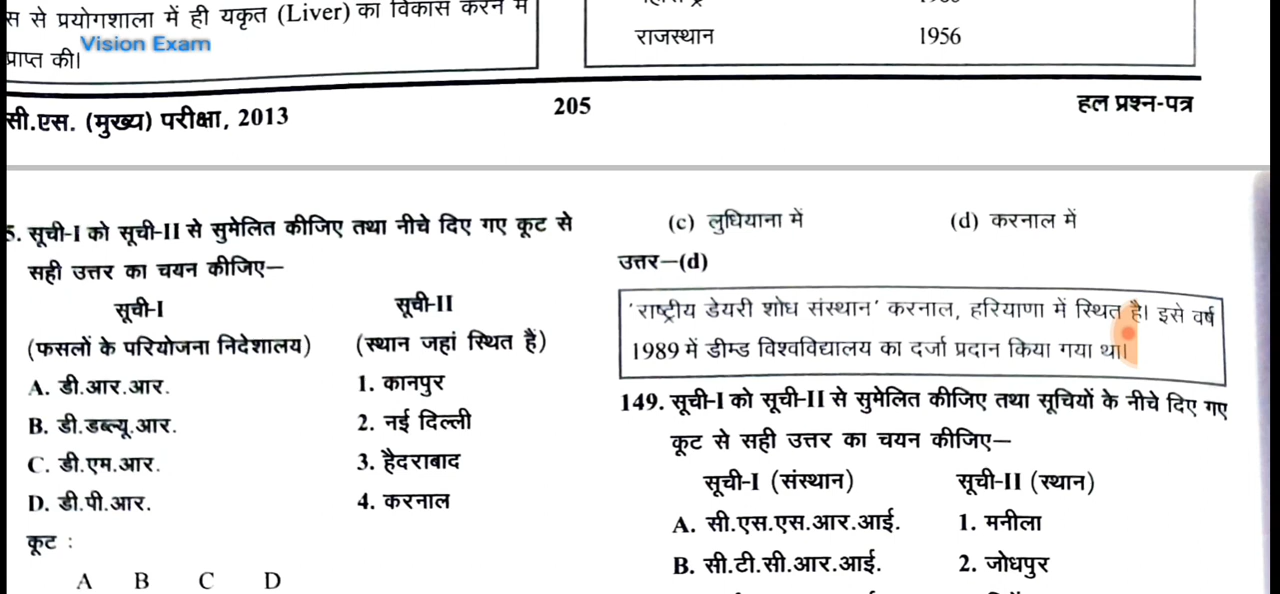 स से प्रयोगशाला में ही यकृत (Liver) का विकास करने में
Vision Exam
प्राप्त की।
राजस्थान 1956
सी.एस. (मुख्य) परीक्षा, 2013 205 हल प्रश्न-पत्र
5. सूची-I को सूची-II से सुमेलित कीजिए तथा नीचे दिए गए कूट से
सही उत्तर का चयन कीजिए—
सूची-I सूची-II
(फसलों के परियोजना निदेशालय) (स्थान जहां स्थित हैं)
A. डी.आर.आर. 1. कानपुर
B. डी.डब्ल्यू.आर. 2. नई दिल्ली
C. डी.एम.आर. 3. हैदराबाद
D. डी.पी.आर. 4. करनाल
कूट :
A B C D
(c) लुधियाना में (d) करनाल में
उत्तर—(d)
'राष्ट्रीय डेयरी शोध संस्थान' करनाल, हरियाणा में स्थित है। इसे वर्ष
1989 में डीम्ड विश्वविद्यालय का दर्जा प्रदान किया गया था।
149. सूची-I को सूची-II से सुमेलित कीजिए तथा सूचियों के नीचे दिए गए
कूट से सही उत्तर का चयन कीजिए—
सूची-I (संस्थान) सूची-II (स्थान)
A. सी.एस.एस.आर.आई. 1. मनीला
B. सी.टी.सी.आर.आई. 2. जोधपुर